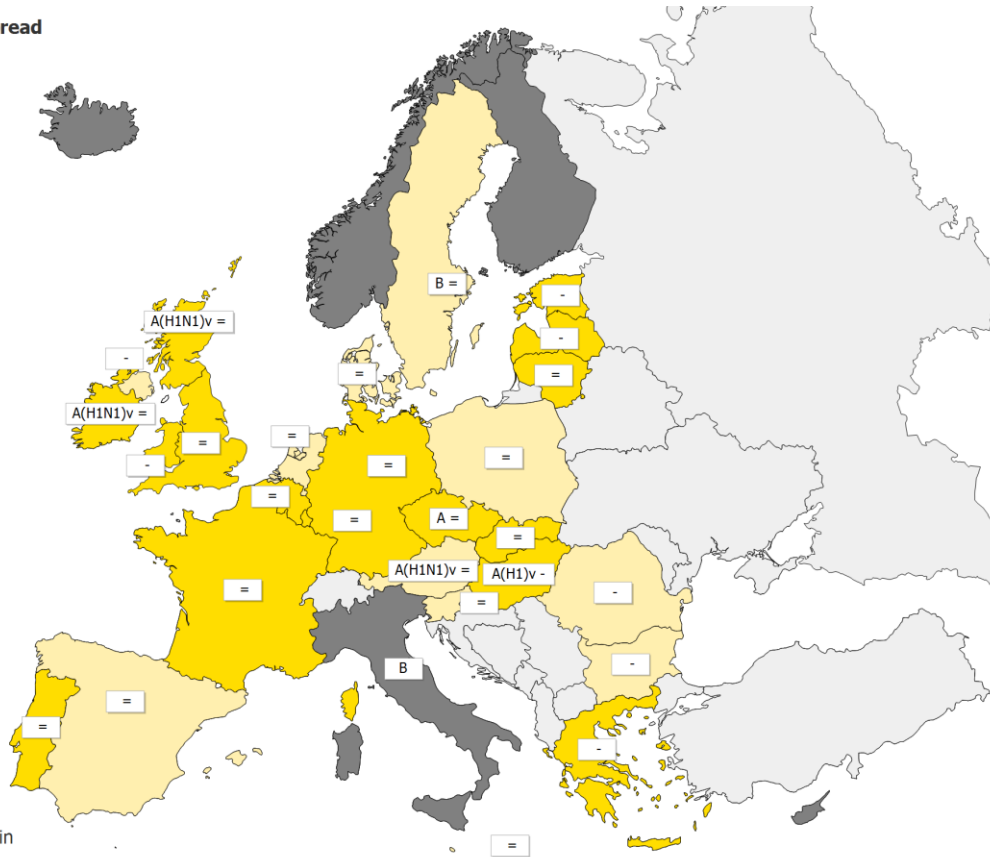 read
B =
-
A(H1N1)v =
-
-
=
=
A(H1N1)v =
=
=
=
-
=
=
=
A =
=
=
A(H1N1)v =
A(H1)v -
=
-
=
-
B
=
=
-
in
=